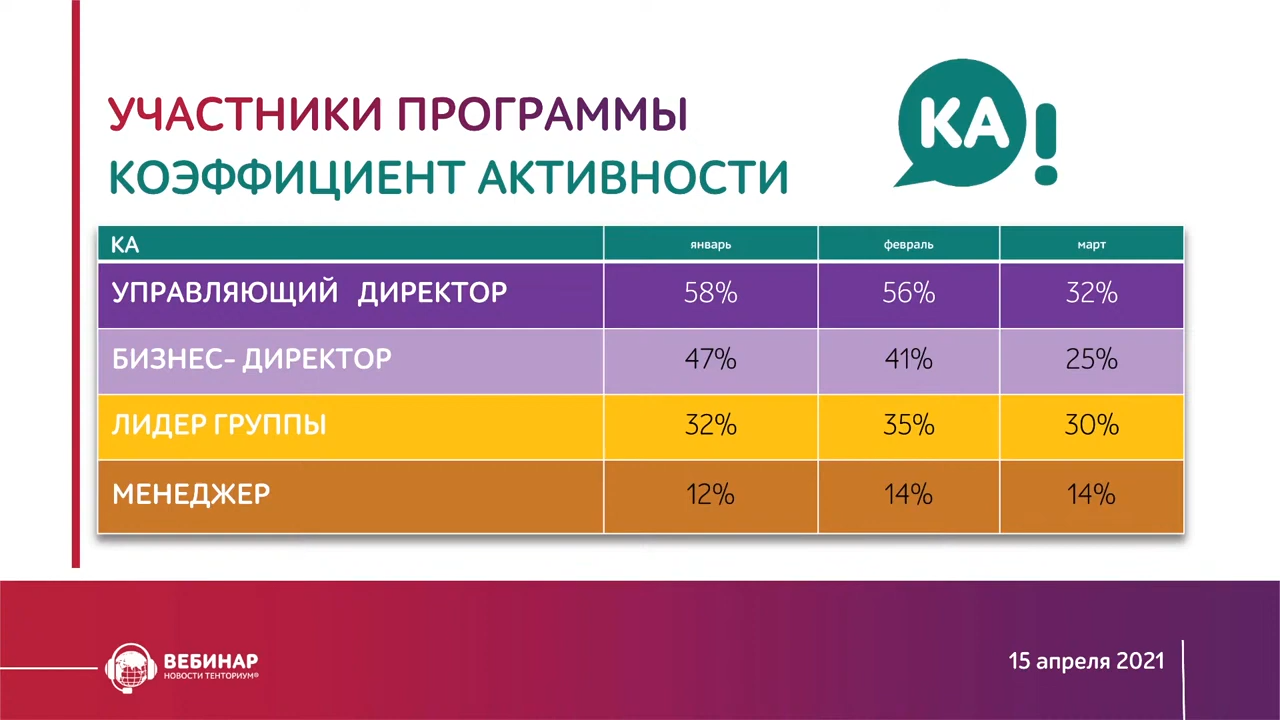 УЧАСТНИКИ ПРОГРАММЫ
КОЭФФИЦИЕНТ АКТИВНОСТИ
КА!
КА январь февраль март
УПРАВЛЯЮЩИЙ ДИРЕКТОР 58% 56% 32%
БИЗНЕС- ДИРЕКТОР 47% 41% 25%
ЛИДЕР ГРУППЫ 32% 35% 30%
МЕНЕДЖЕР 12% 14% 14%
ВЕБИНАР
НОВОСТИ ТЕНТОРИУМ®
15 апреля 2021